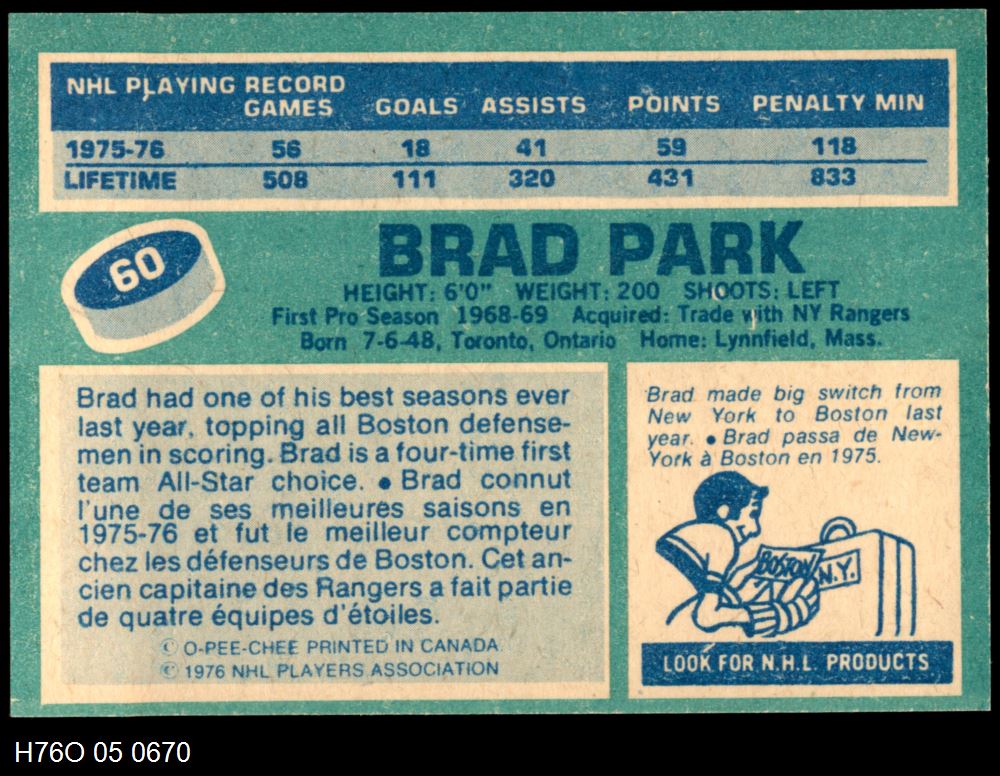 NHL PLAYING RECORD
GAMES GOALS ASSISTS POINTS PENALTY MIN
1975-76 56 18 41 59 118
LIFETIME 508 111 320 431 833
60
BRAD PARK
HEIGHT: 6'0" WEIGHT: 200 SHOOTS: LEFT
First Pro Season 1968-69 Acquired: Trade with NY Rangers
Born 7-6-48, Toronto, Ontario Home: Lynnfield, Mass.
Brad had one of his best seasons ever
last year, topping all Boston defense-
men in scoring. Brad is a four-time first
team All-Star choice. ● Brad connut
l'une de ses meilleures saisons en
1975-76 et fut le meilleur compteur
chez les défenseurs de Boston. Cet an-
cien capitaine des Rangers a fait partie
de quatre équipes d'étoiles.
© O-PEE-CHEE PRINTED IN CANADA
© 1976 NHL PLAYERS ASSOCIATION
Brad made big switch from
New York to Boston last
year. ● Brad passa de New-
York à Boston en 1975.
BOSTON
N.Y.
LOOK FOR N.H.L. PRODUCTS
H76O 05 0670